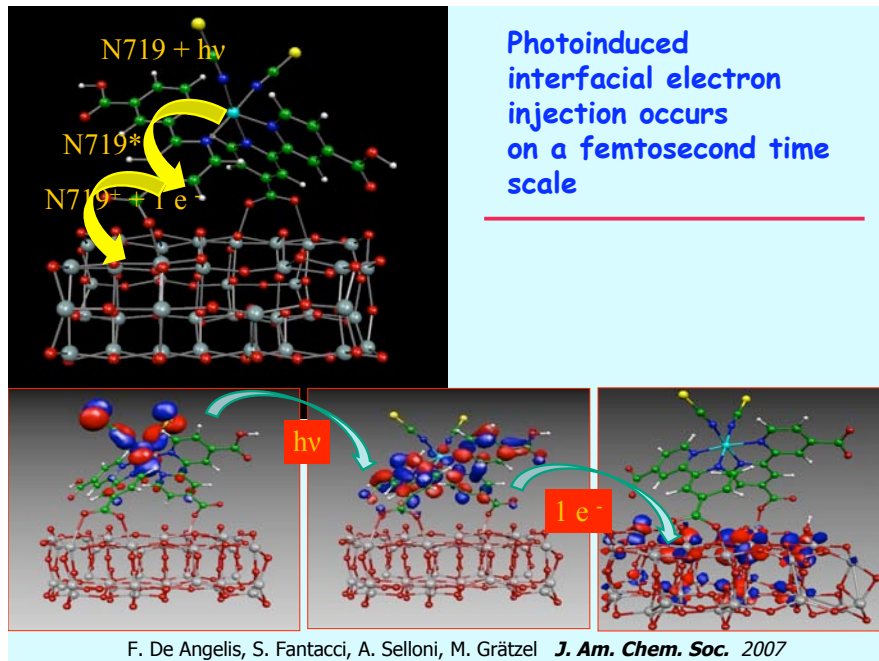 N719 + hν
N719*
N719⁺ + 1 e⁻
Photoinduced
interfacial electron
injection occurs
on a femtosecond time
scale
hν
1 e⁻
F. De Angelis, S. Fantacci, A. Selloni, M. Grätzel J. Am. Chem. Soc. 2007